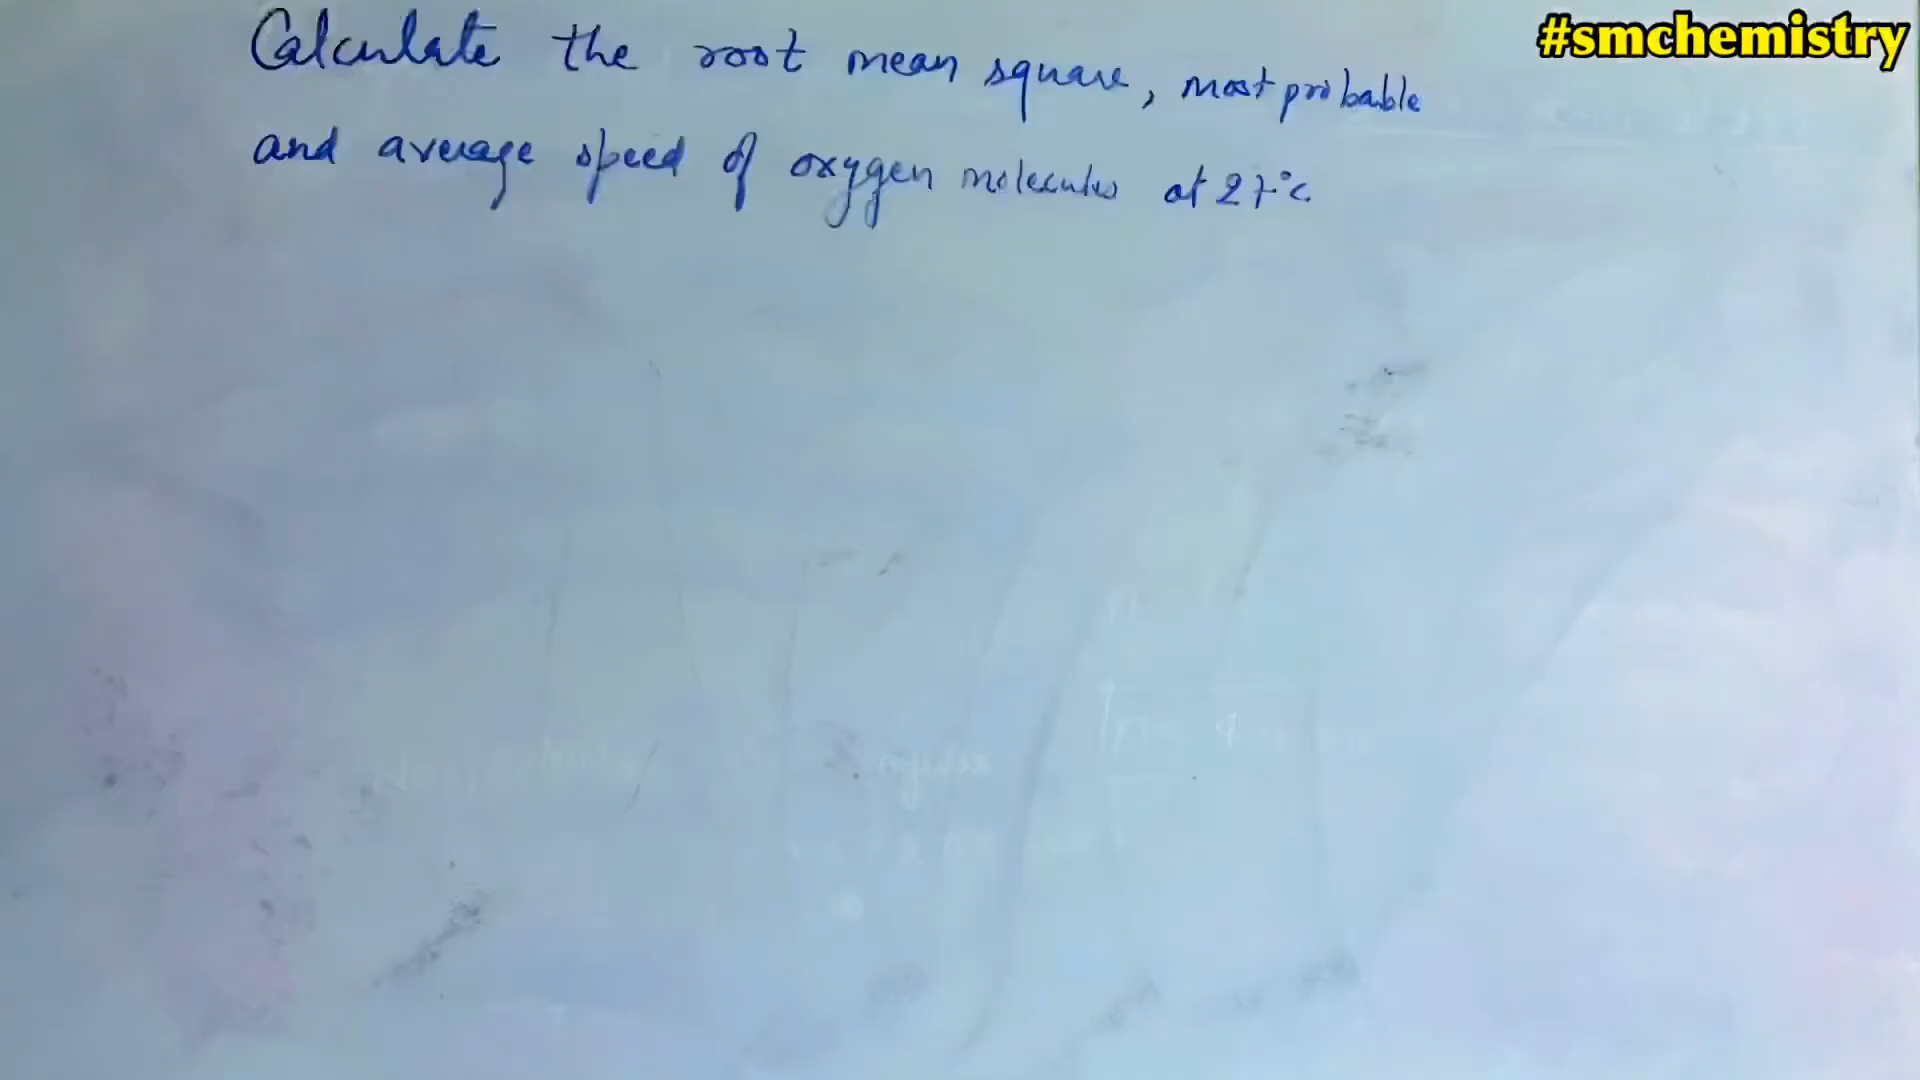 #smchemistry
Calculate the root mean square, most probable
and average speed of oxygen molecules at 27°C